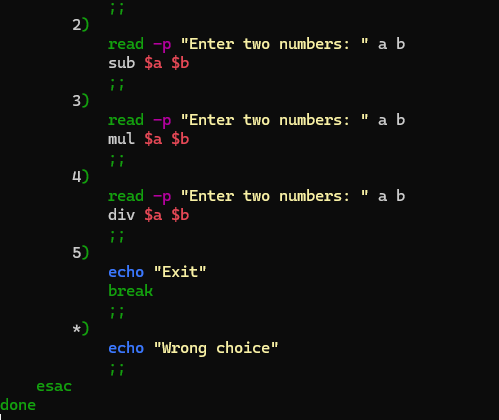 ;;
        2)
            read -p "Enter two numbers: " a b
            sub $a $b
            ;;
        3)
            read -p "Enter two numbers: " a b
            mul $a $b
            ;;
        4)
            read -p "Enter two numbers: " a b
            div $a $b
            ;;
        5)
            echo "Exit"
            break
            ;;
        *)
            echo "Wrong choice"
            ;;
    esac
done